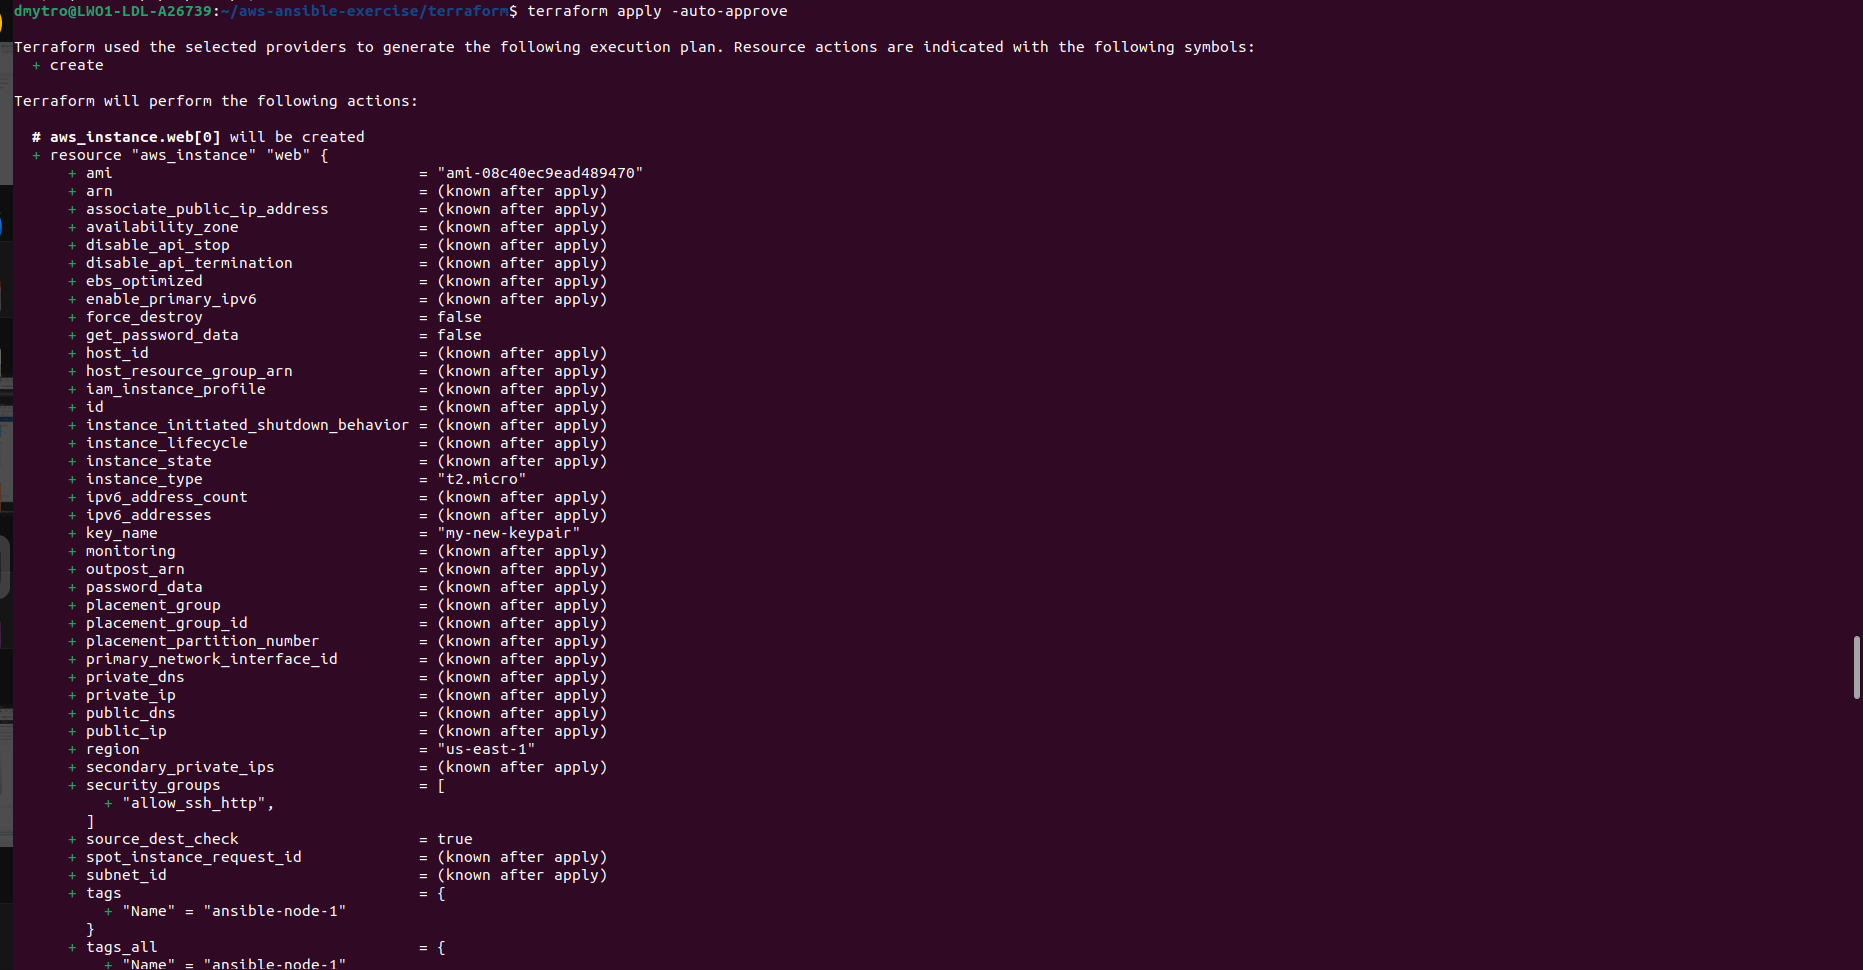 dmytro@LWO1-LDL-A26739:~/aws-ansible-exercise/terraform$ terraform apply -auto-approve
Terraform used the selected providers to generate the following execution plan. Resource actions are indicated with the following symbols:
+ create
Terraform will perform the following actions:
# aws_instance.web[0] will be created
+ resource "aws_instance" "web" {
+ ami = "ami-08c40ec9ead489470"
+ arn = (known after apply)
+ associate_public_ip_address = (known after apply)
+ availability_zone = (known after apply)
+ disable_api_stop = (known after apply)
+ disable_api_termination = (known after apply)
+ ebs_optimized = (known after apply)
+ enable_primary_ipv6 = (known after apply)
+ force_destroy = false
+ get_password_data = false
+ host_id = (known after apply)
+ host_resource_group_arn = (known after apply)
+ iam_instance_profile = (known after apply)
+ id = (known after apply)
+ instance_initiated_shutdown_behavior = (known after apply)
+ instance_lifecycle = (known after apply)
+ instance_state = (known after apply)
+ instance_type = "t2.micro"
+ ipv6_address_count = (known after apply)
+ ipv6_addresses = (known after apply)
+ key_name = "my-new-keypair"
+ monitoring = (known after apply)
+ outpost_arn = (known after apply)
+ password_data = (known after apply)
+ placement_group = (known after apply)
+ placement_group_id = (known after apply)
+ placement_partition_number = (known after apply)
+ primary_network_interface_id = (known after apply)
+ private_dns = (known after apply)
+ private_ip = (known after apply)
+ public_dns = (known after apply)
+ public_ip = (known after apply)
+ region = "us-east-1"
+ secondary_private_ips = (known after apply)
+ security_groups = [
+ "allow_ssh_http",
]
+ source_dest_check = true
+ spot_instance_request_id = (known after apply)
+ subnet_id = (known after apply)
+ tags = {
+ "Name" = "ansible-node-1"
}
+ tags_all = {
+ "Name" = "ansible-node-1"